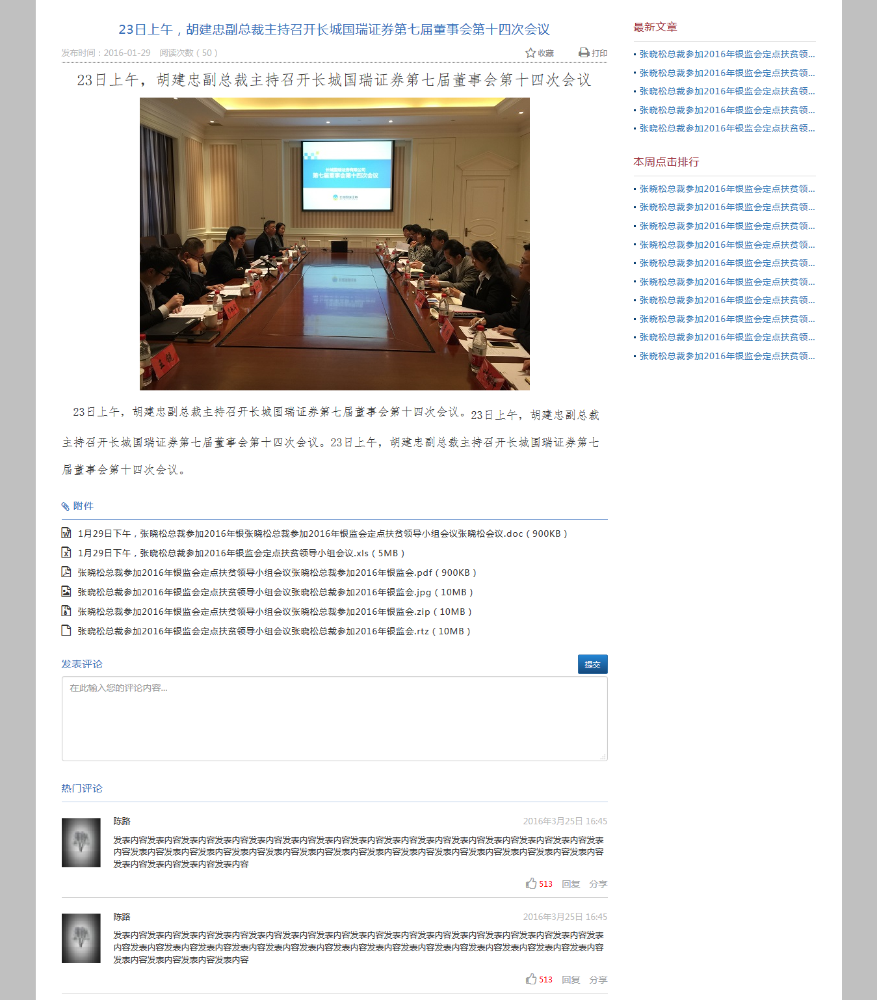 23日上午，胡建忠副总裁主持召开长城国瑞证券第七届董事会第十四次会议
发布时间：2016-01-29 阅读次数（50）
收藏
打印
23日上午，胡建忠副总裁主持召开长城国瑞证券第七届董事会第十四次会议
长城国瑞证券有限公司
第七届董事会第十四次会议
长城国瑞证券
王锐
23日上午，胡建忠副总裁主持召开长城国瑞证券第七届董事会第十四次会议。23日上午，胡建忠副总裁
主持召开长城国瑞证券第七届董事会第十四次会议。23日上午，胡建忠副总裁主持召开长城国瑞证券第七
届董事会第十四次会议。
附件
1月29日下午，张晓松总裁参加2016年银张晓松总裁参加2016年银监会定点扶贫领导小组会议张晓松会议.doc（900KB）
1月29日下午，张晓松总裁参加2016年银监会定点扶贫领导小组会议.xls（5MB）
张晓松总裁参加2016年银监会定点扶贫领导小组会议张晓松总裁参加2016年银监会.pdf（900KB）
张晓松总裁参加2016年银监会定点扶贫领导小组会议张晓松总裁参加2016年银监会.jpg（10MB）
张晓松总裁参加2016年银监会定点扶贫领导小组会议张晓松总裁参加2016年银监会.zip（10MB）
张晓松总裁参加2016年银监会定点扶贫领导小组会议张晓松总裁参加2016年银监会.rtz（10MB）
发表评论
提交
在此输入您的评论内容...
热门评论
陈路
2016年3月25日 16:45
发表内容发表内容发表内容发表内容发表内容发表内容发表内容发表内容发表内容发表内容发表内容发表内容发表内容发表内容发表
内容发表内容发表内容发表内容发表内容发表内容发表内容发表内容发表内容发表内容发表内容发表内容发表内容发表内容发表内容
发表内容发表内容发表内容发表内容
513 回复 分享
陈路
2016年3月25日 16:45
发表内容发表内容发表内容发表内容发表内容发表内容发表内容发表内容发表内容发表内容发表内容发表内容发表内容发表内容发表
内容发表内容发表内容发表内容发表内容发表内容发表内容发表内容发表内容发表内容发表内容发表内容发表内容发表内容发表内容
发表内容发表内容发表内容发表内容
513 回复 分享
最新文章
张晓松总裁参加2016年银监会定点扶贫领...
张晓松总裁参加2016年银监会定点扶贫领...
张晓松总裁参加2016年银监会定点扶贫领...
张晓松总裁参加2016年银监会定点扶贫领...
张晓松总裁参加2016年银监会定点扶贫领...
本周点击排行
张晓松总裁参加2016年银监会定点扶贫领...
张晓松总裁参加2016年银监会定点扶贫领...
张晓松总裁参加2016年银监会定点扶贫领...
张晓松总裁参加2016年银监会定点扶贫领...
张晓松总裁参加2016年银监会定点扶贫领...
张晓松总裁参加2016年银监会定点扶贫领...
张晓松总裁参加2016年银监会定点扶贫领...
张晓松总裁参加2016年银监会定点扶贫领...
张晓松总裁参加2016年银监会定点扶贫领...
张晓松总裁参加2016年银监会定点扶贫领...